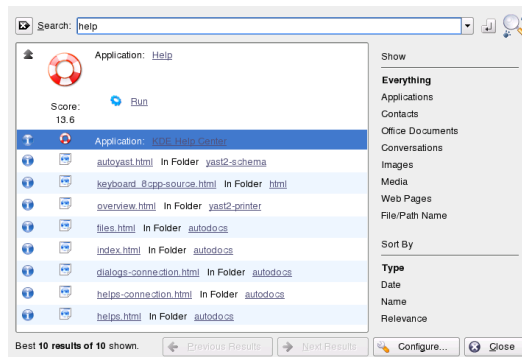 Search: help
Application: Help
Run
Score:
13.6
Application: KDE Help Center
autoyast.html In Folder yast2-schema
keyboard_8cpp-source.html In Folder html
overview.html In Folder yast2-printer
files.html In Folder autodocs
index.html In Folder autodocs
dialogs-connection.html In Folder autodocs
helps-connection.html In Folder autodocs
helps.html In Folder autodocs
Show
Everything
Applications
Contacts
Office Documents
Conversations
Images
Media
Web Pages
File/Path Name
Sort By
Type
Date
Name
Relevance
Best 10 results of 10 shown.
Previous Results
Next Results
Configure...
Close